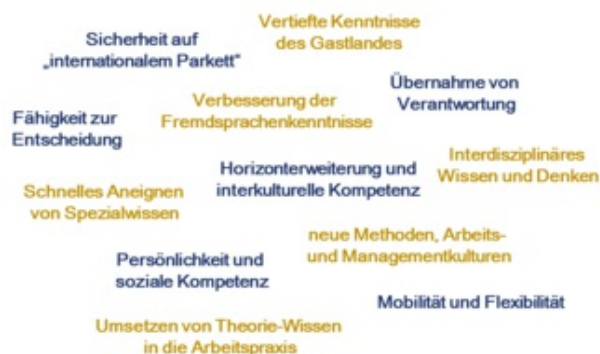 Vertiefte Kenntnisse
des Gastlandes
Sicherheit auf
„internationalem Parkett“
Übernahme von
Verantwortung
Verbesserung der
Fremdsprachenkenntnisse
Fähigkeit zur
Entscheidung
Interdisziplinäres
Wissen und Denken
Horizonterweiterung und
interkulturelle Kompetenz
Schnelles Aneignen
von Spezialwissen
neue Methoden, Arbeits-
und Managementkulturen
Persönlichkeit und
soziale Kompetenz
Mobilität und Flexibilität
Umsetzen von Theorie-Wissen
in die Arbeitspraxis